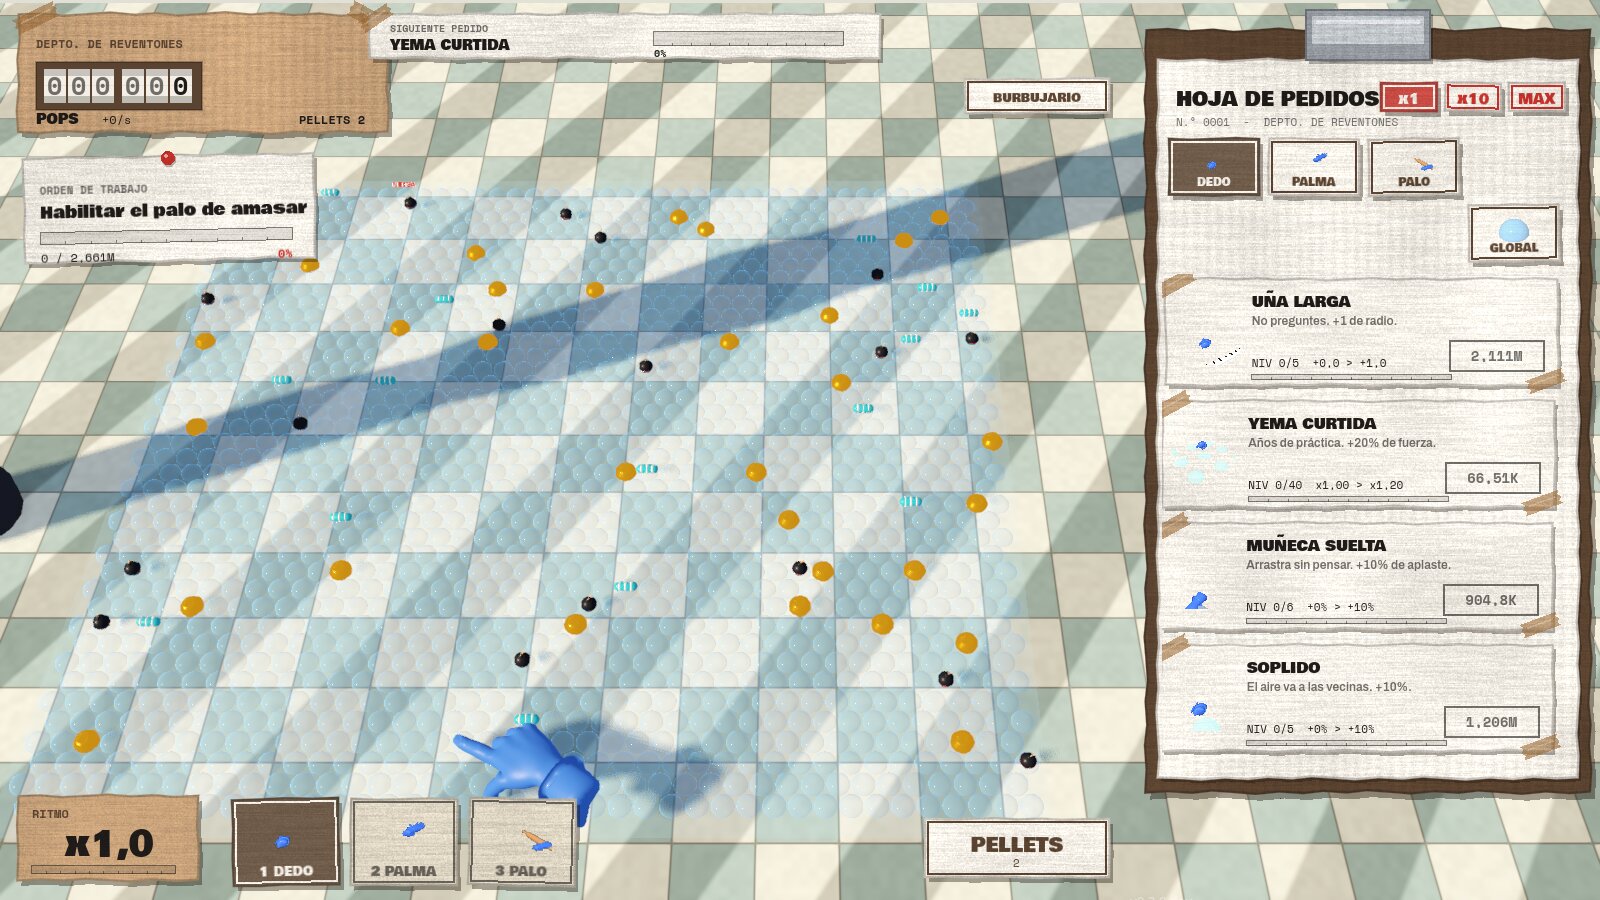 DEPTO. DE REVENTONES
000 000
POPS +0/s PELLETS 2
SIGUIENTE PEDIDO
YEMA CURTIDA
0%
BURBUJARIO
ORDEN DE TRABAJO
Habilitar el palo de amasar
0 / 2,661M 0%
HOJA DE PEDIDOS x1 x10 MAX
N.° 0001 - DEPTO. DE REVENTONES
DEDO PALMA PALO
GLOBAL
UÑA LARGA
No preguntes. +1 de radio.
NIV 0/5 +0,0 > +1,0 2,111M
YEMA CURTIDA
Años de práctica. +20% de fuerza.
NIV 0/40 x1,00 > x1,20 66,51K
MUÑECA SUELTA
Arrastra sin pensar. +10% de aplaste.
NIV 0/6 +0% > +10% 904,8K
SOPLIDO
El aire va a las vecinas. +10%.
NIV 0/5 +0% > +10% 1,206M
RITMO
x1,0
1 DEDO 2 PALMA 3 PALO
PELLETS
2